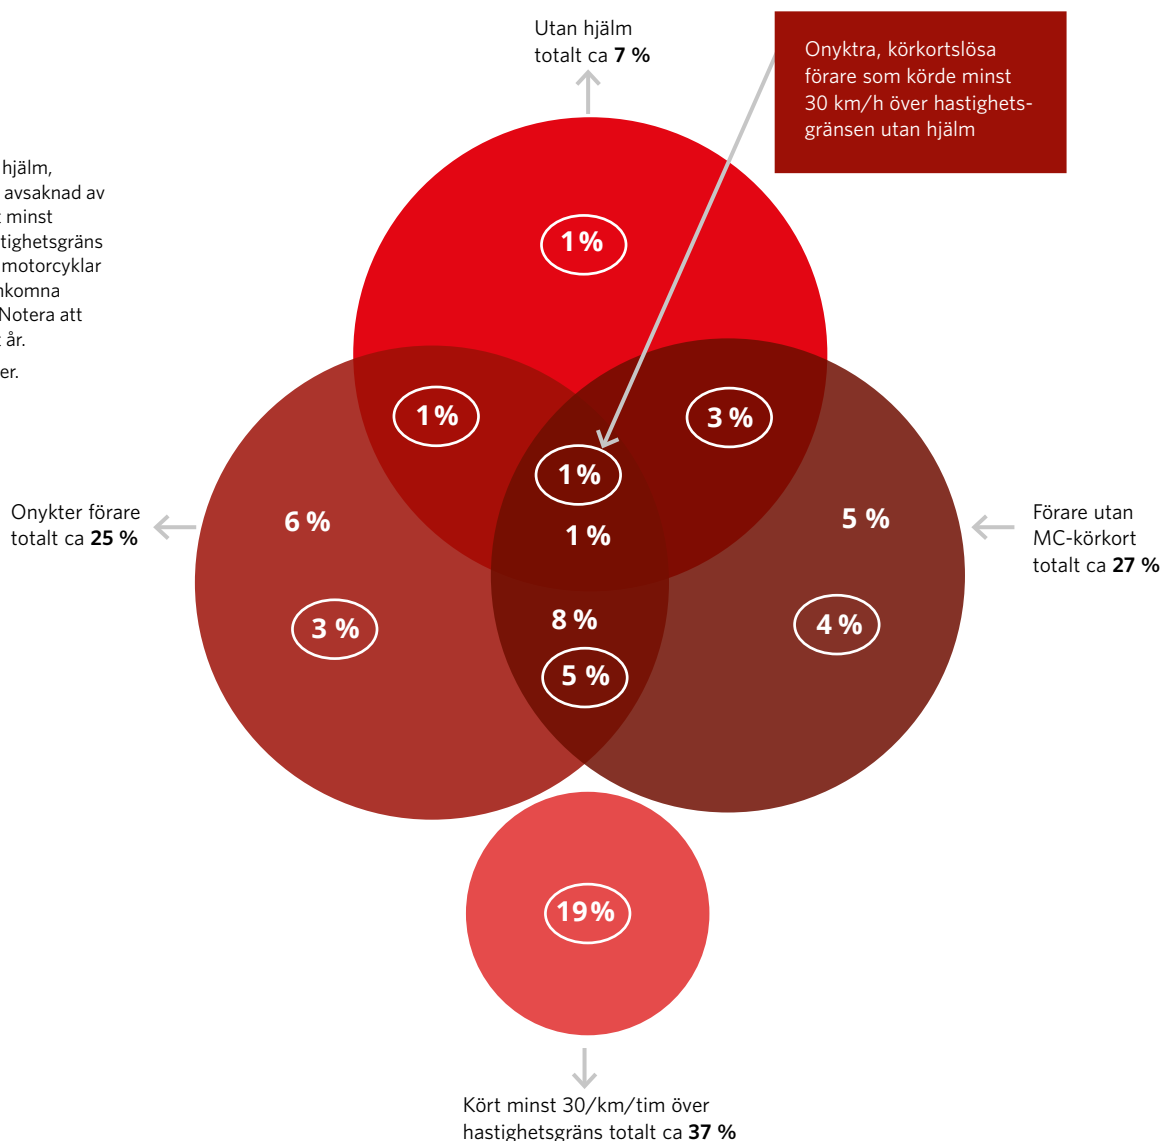 Utan hjälm
totalt ca 7 %
Onyktra, körkortslösa
förare som körde minst
30 km/h över hastighets-
gränsen utan hjälm
hjälm,
avsaknad av
minst
tighetsgräns
motorcyklar
nkomna
Notera att
år.
er.
1 %
1 %
3 %
1 %
1 %
Onykter förare
totalt ca 25 %
6 %
5 %
Förare utan
MC-körkort
totalt ca 27 %
3 %
8 %
4 %
5 %
19 %
Kört minst 30/km/tim över
hastighetsgräns totalt ca 37 %